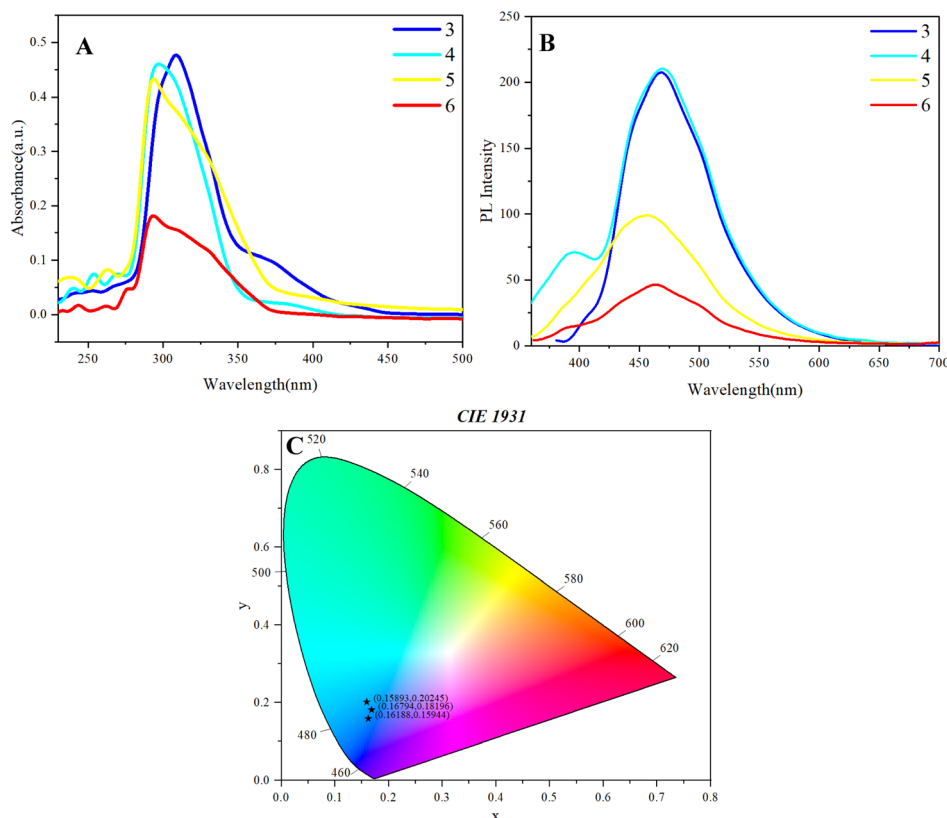 A
3
4
5
6
0.5
0.4
0.3
0.2
0.1
0.0
Absorbance(a.u.)
250 300 350 400 450 500
Wavelength(nm)
B
3
4
5
6
250
200
150
100
50
0
PL Intensity
400 450 500 550 600 650 700
Wavelength(nm)
CIE 1931
C
520
540
560
580
600
620
500
480
460
(0.15893,0.20245)
(0.16794,0.18196)
(0.16188,0.15944)
0.8
0.6
0.4
0.2
0.0
y
0.0 0.1 0.2 0.3 0.4 0.5 0.6 0.7 0.8
x